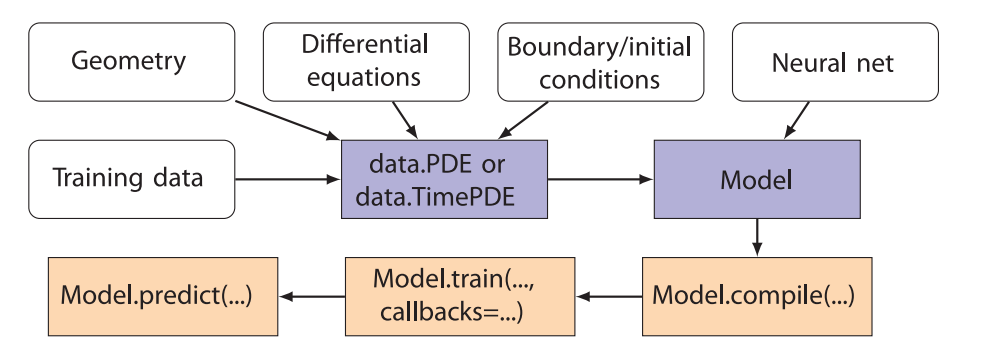 Geometry
Differential
equations
Boundary/initial
conditions
Neural net
Training data
data.PDE or
data.TimePDE
Model
Model.predict(...)
Model.train(...,
callbacks=...)
Model.compile(...)